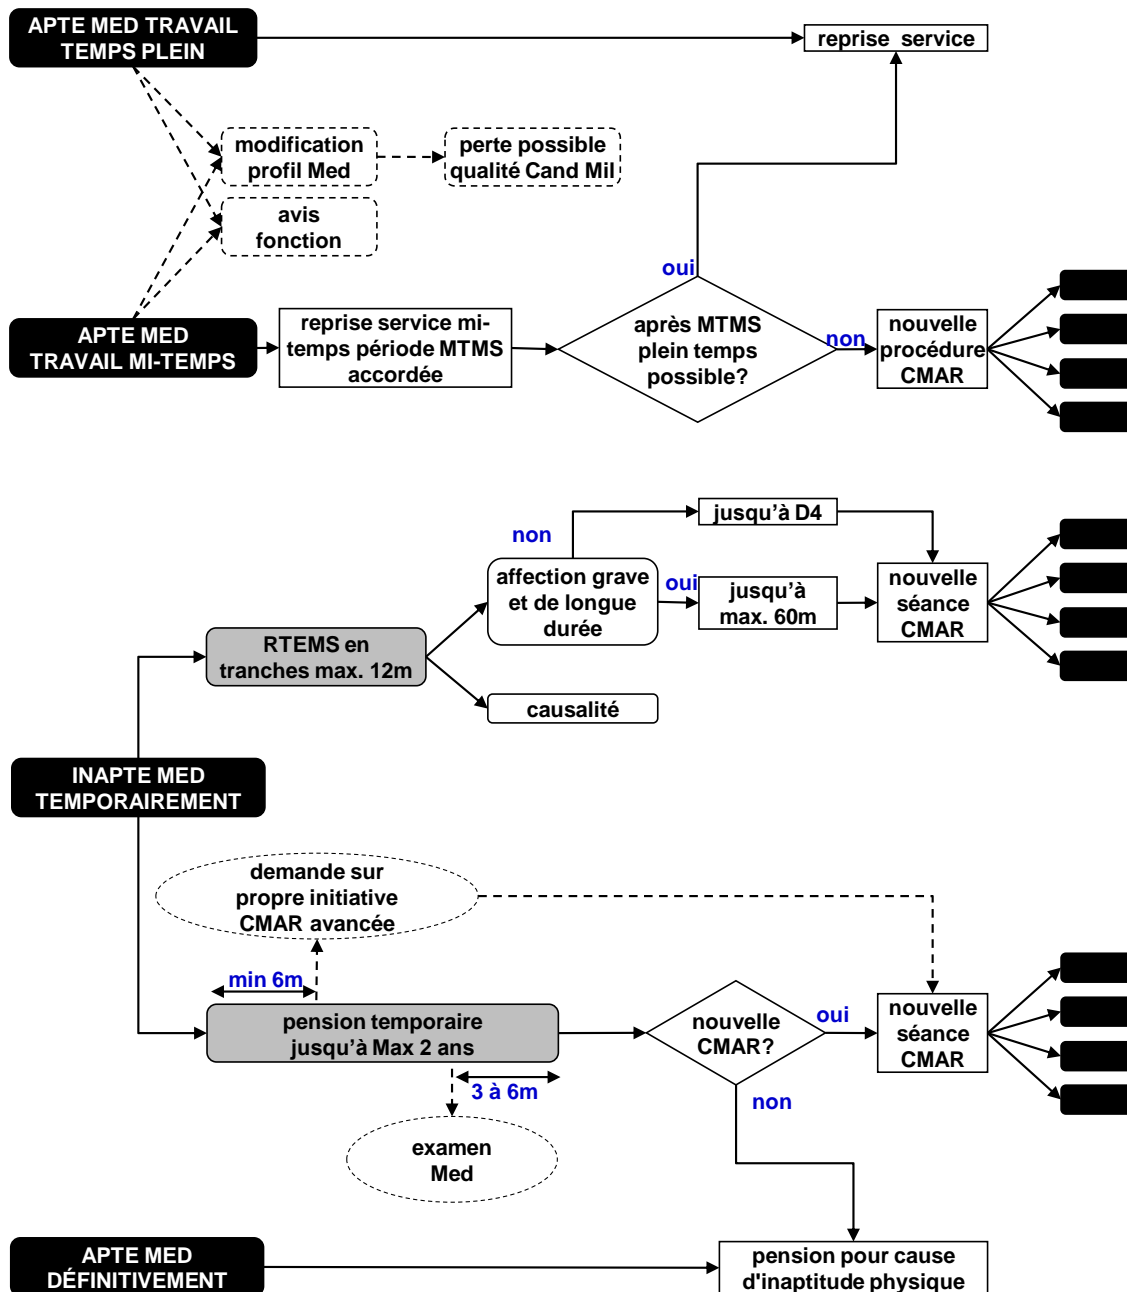 APTE MED TRAVAIL
TEMPS PLEIN
reprise service
modification
profil Med
perte possible
qualité Cand Mil
avis
fonction
oui
APTE MED
TRAVAIL MI-TEMPS
reprise service mi-
temps période MTMS
accordée
après MTMS
plein temps
possible?
non
nouvelle
procédure
CMAR
non
jusqu'à D4
affection grave
et de longue
durée
oui
jusqu'à
max. 60m
nouvelle
séance
CMAR
RTEMS en
tranches max. 12m
causalité
INAPTE MED
TEMPORAIREMENT
demande sur
propre initiative
CMAR avancée
min 6m
pension temporaire
jusqu'à Max 2 ans
nouvelle
CMAR?
oui
nouvelle
séance
CMAR
3 à 6m
non
examen
Med
APTE MED
DÉFINITIVEMENT
pension pour cause
d'inaptitude physique